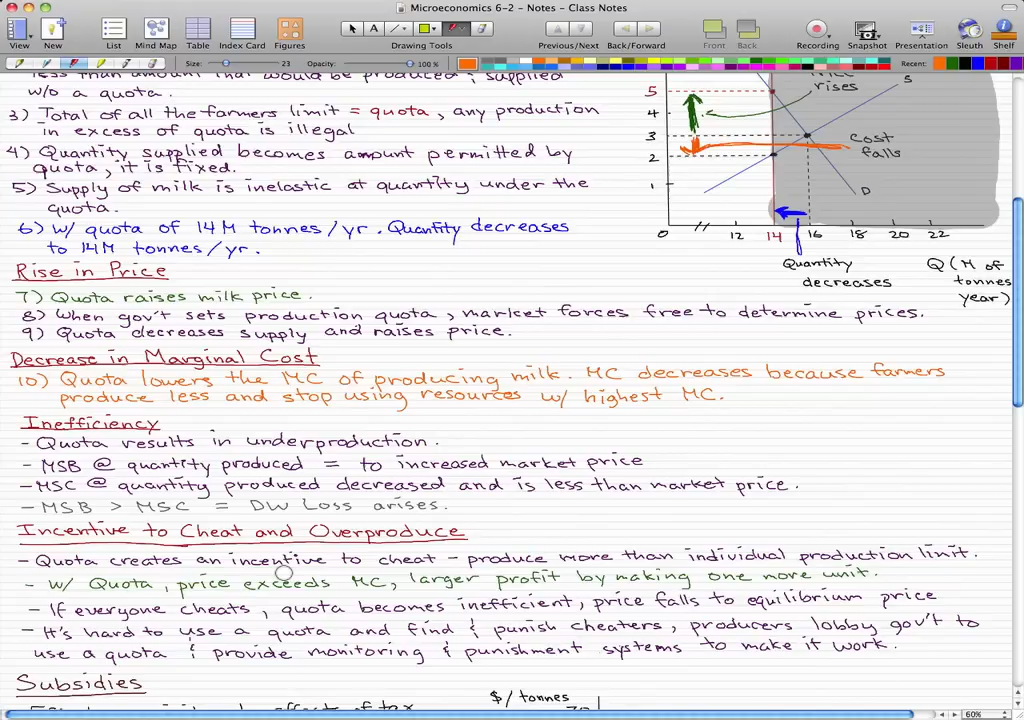 Microeconomics 6-2 - Notes - Class Notes
View New List Mind Map Table Index Card Figures Drawing Tools Previous/Next Back/Forward Front Back Recording Snapshot Presentation Sleuth Shelf
Size: 23 Opacity: 100 % Recent:
less than amount that would be produced & supplied
w/o a quota.
3) Total of all the farmers limit = quota, any production
in excess of quota is illegal
4) Quantity supplied becomes amount permitted by
quota, it is fixed.
5) Supply of milk is inelastic at quantity under the
quota.
6) w/ quota of 14M tonnes/yr. Quantity decreases
to 14M tonnes/yr.
rises
S
5
4
3
2
1
cost
falls
D
0 12 14 16 18 20 22
Quantity
decreases
Q (M of
tonnes
year)
Rise in Price
7) Quota raises milk price.
8) When gov't sets production quota, market forces free to determine prices.
9) Quota decreases supply and raises price.
Decrease in Marginal Cost
10) Quota lowers the MC of producing milk. MC decreases because farmers
produce less and stop using resources w/ highest MC.
Inefficiency
- Quota results in underproduction.
- MSB @ quantity produced = to increased market price
- MSC @ quantity produced decreased and is less than market price.
- MSB > MSC = DW Loss arises.
Incentive to Cheat and Overproduce
- Quota creates an incentive to cheat - produce more than individual production limit.
- w/ Quota, price exceeds MC, larger profit by making one more unit.
- If everyone cheats, quota becomes inefficient, price falls to equilibrium price
- It's hard to use a quota and find & punish cheaters, producers lobby gov't to
use a quota & provide monitoring & punishment systems to make it work.
Subsidies
$/tonnes
60%